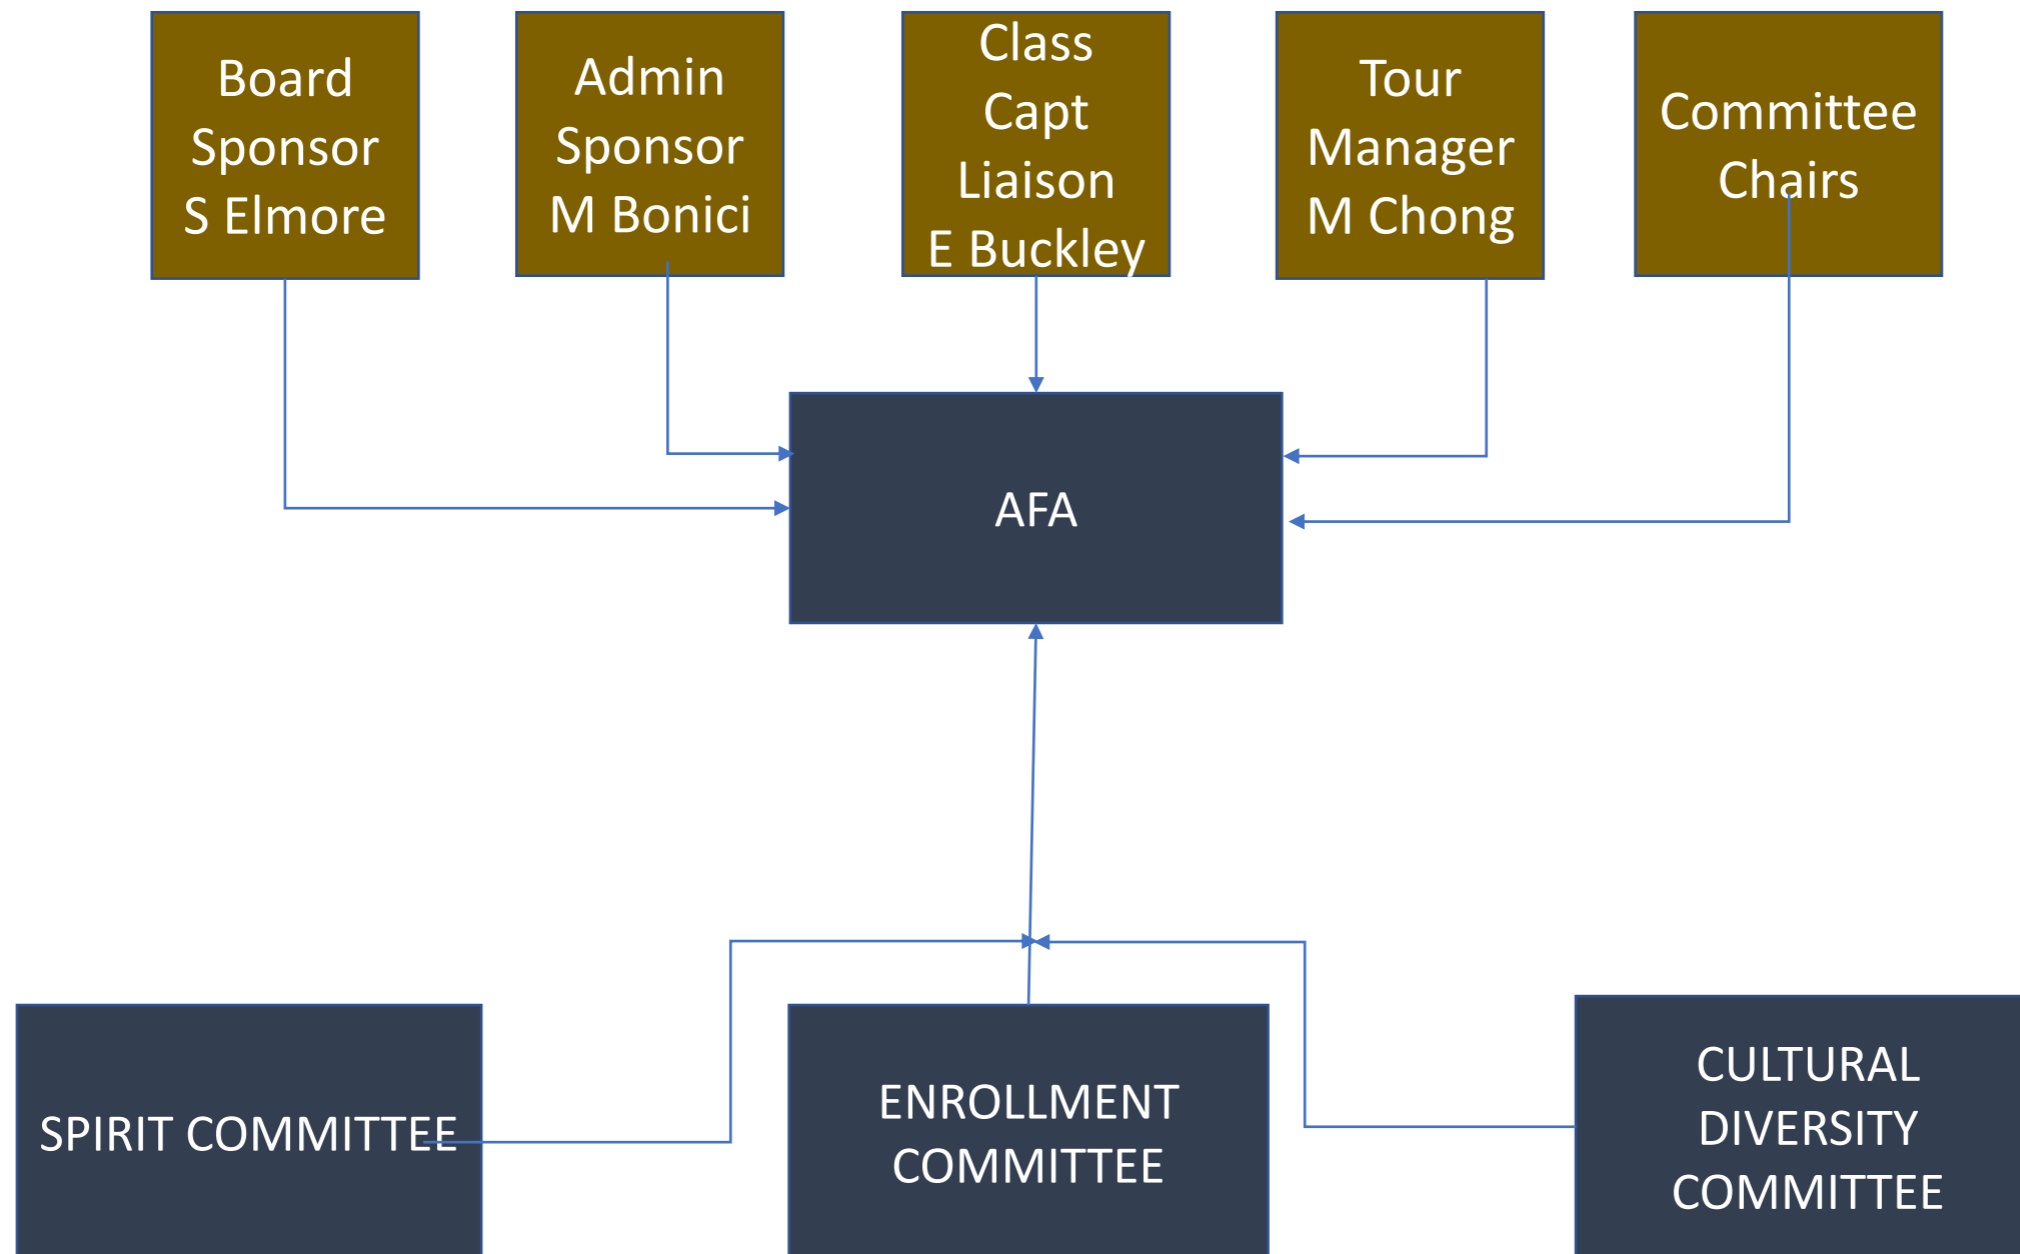 Board
Sponsor
S Elmore
Admin
Sponsor
M Bonici
Class
Capt
Liaison
E Buckley
Tour
Manager
M Chong
Committee
Chairs
AFA
SPIRIT COMMITTEE
ENROLLMENT
COMMITTEE
CULTURAL
DIVERSITY
COMMITTEE